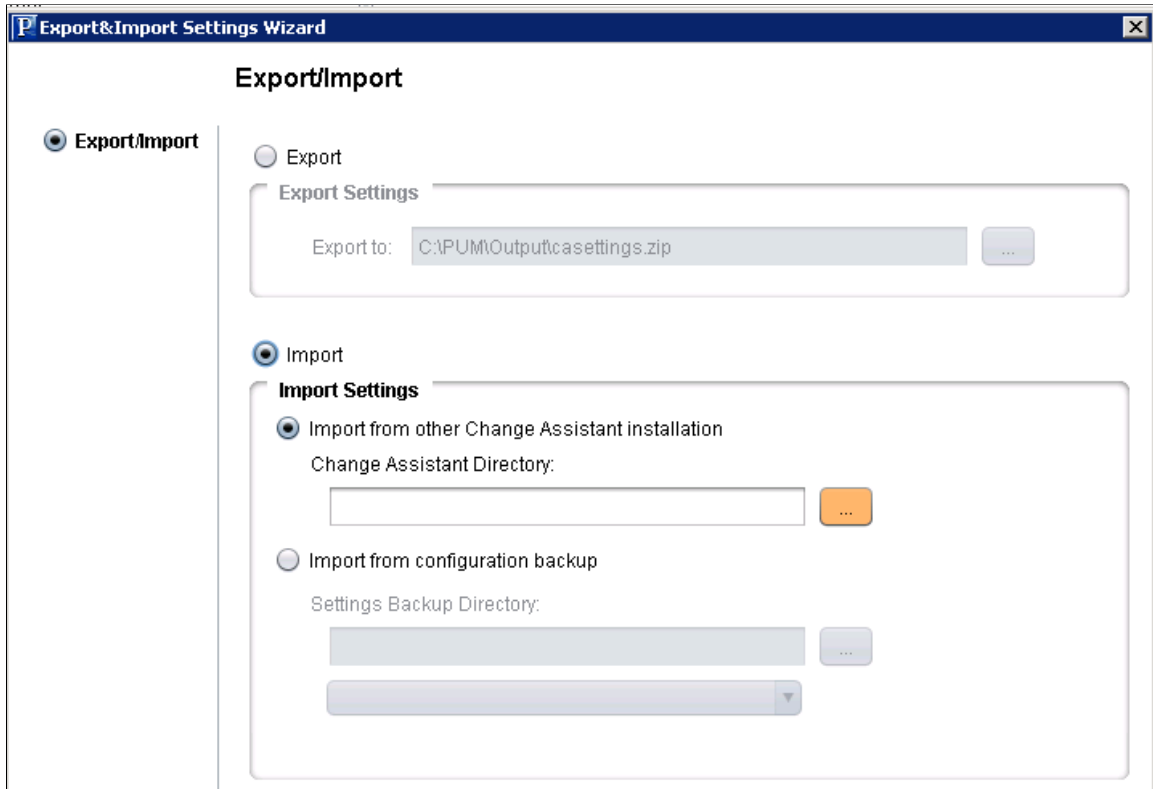 Export&Import Settings Wizard
Export/Import
Export/Import
Export
Export Settings
Export to: C:\PUM\Output\casettings.zip ...
Import
Import Settings
Import from other Change Assistant installation
Change Assistant Directory:
...
Import from configuration backup
Settings Backup Directory:
...